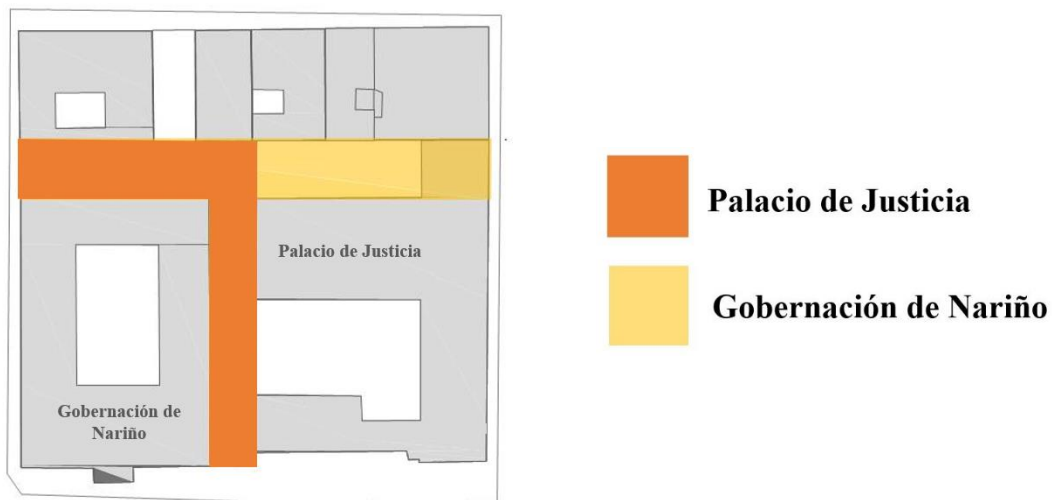 Palacio de Justicia
Gobernación de
Nariño
Palacio de Justicia
Gobernación de Nariño